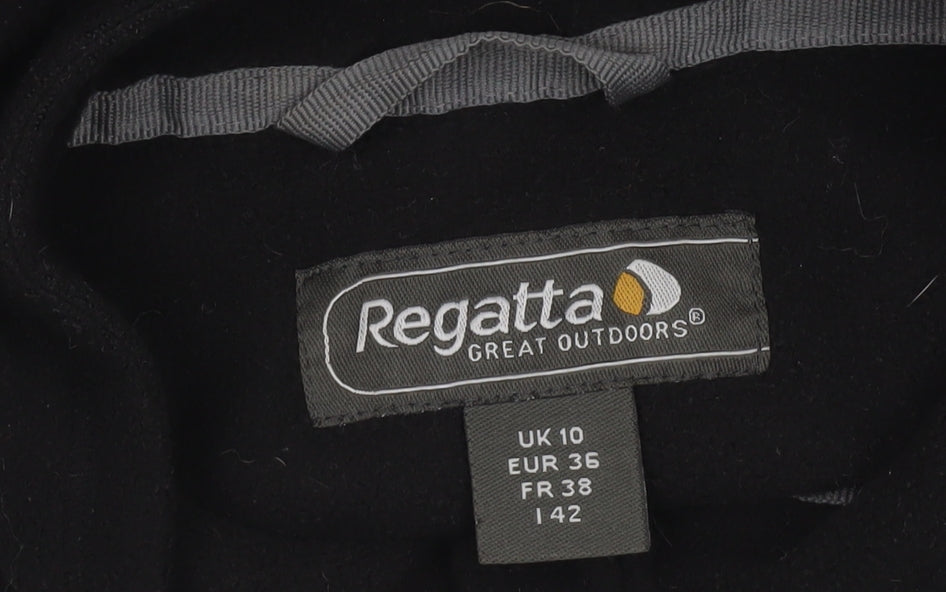 Regatta
GREAT OUTDOORS®
UK 10
EUR 36
FR 38
I 42